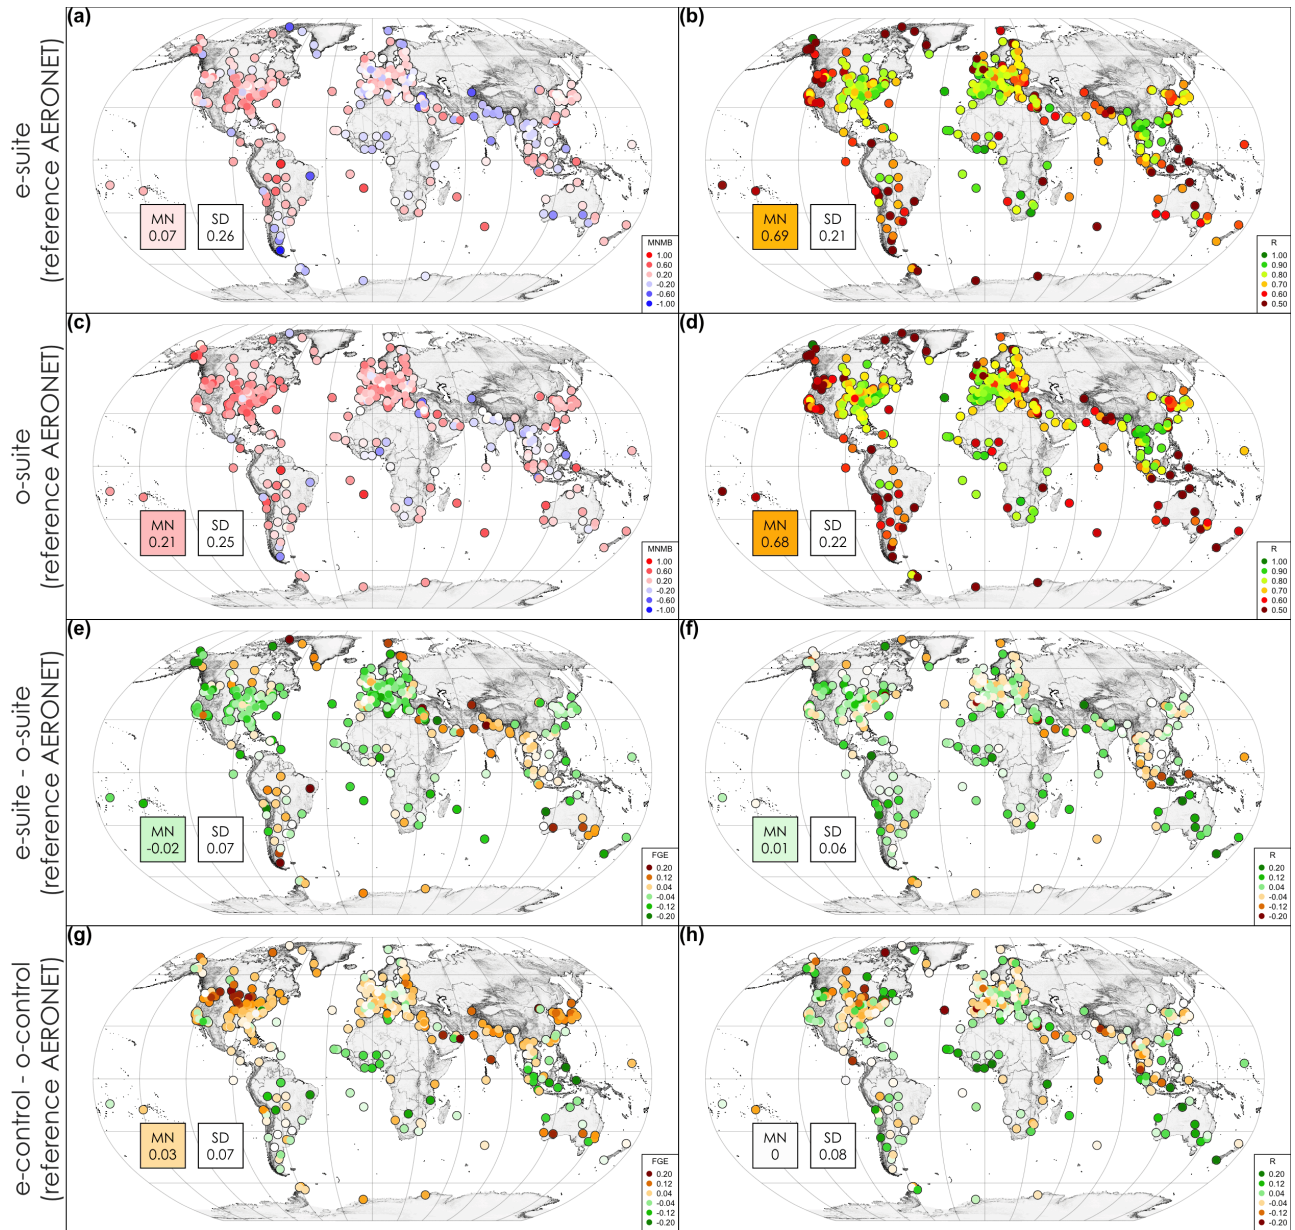 e-suite
(reference AERONET)
(a)
MN
0.07
SD
0.26
MNMB
1.00
0.60
0.20
-0.20
-0.60
-1.00
(b)
MN
0.69
SD
0.21
R
1.00
0.90
0.80
0.70
0.60
0.50
o-suite
(reference AERONET)
(c)
MN
0.21
SD
0.25
MNMB
1.00
0.60
0.20
-0.20
-0.60
-1.00
(d)
MN
0.68
SD
0.22
R
1.00
0.90
0.80
0.70
0.60
0.50
e-suite - o-suite
(reference AERONET)
(e)
MN
-0.02
SD
0.07
FGE
0.20
0.12
0.04
-0.04
-0.12
-0.20
(f)
MN
0.01
SD
0.06
R
0.20
0.12
0.04
-0.04
-0.12
-0.20
e-control - o-control
(reference AERONET)
(g)
MN
0.03
SD
0.07
FGE
0.20
0.12
0.04
-0.04
-0.12
-0.20
(h)
MN
0
SD
0.08
R
0.20
0.12
0.04
-0.04
-0.12
-0.20